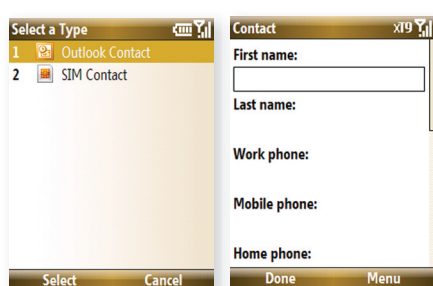 Select a Type
1 Outlook Contact
2 SIM Contact
Select Cancel
Contact XT9
First name:
Last name:
Work phone:
Mobile phone:
Home phone:
Done Menu